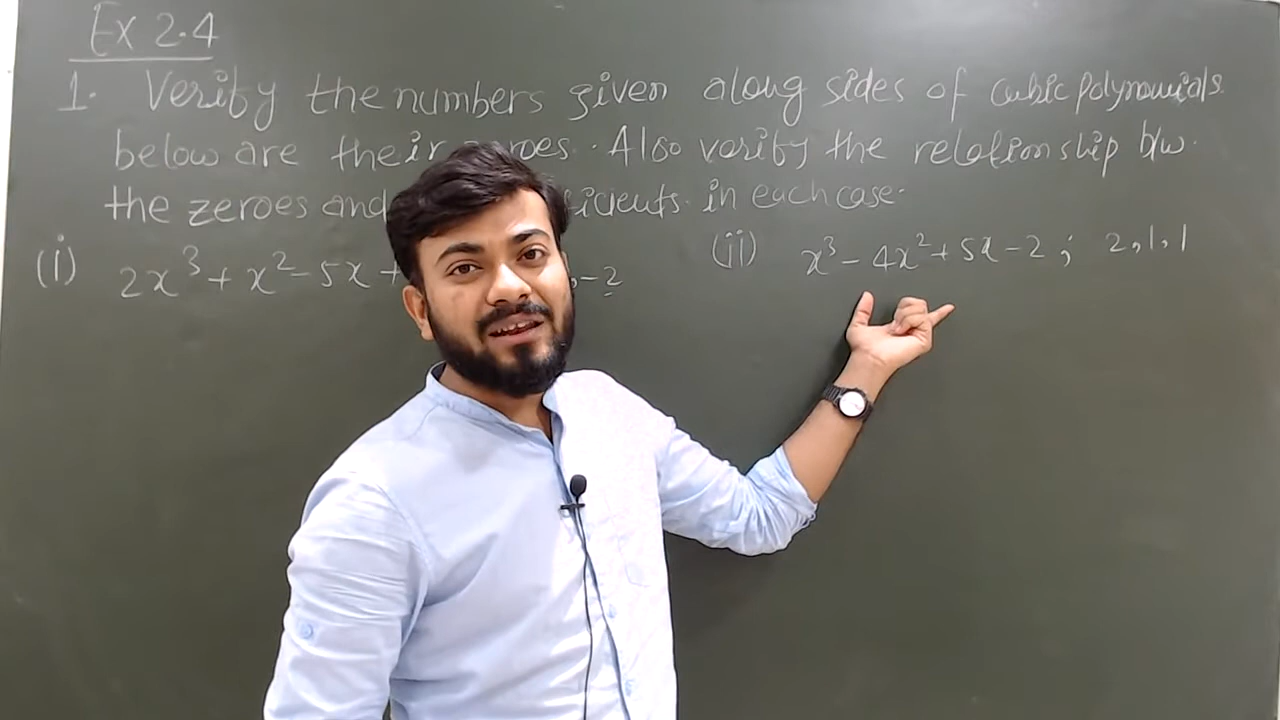 Ex 2.4
1. Verify the numbers given along sides of cubic polynomials
below are their zeroes. Also verify the relationship b/w.
the zeroes and in each case.
(i) 2x³ + x² - 5x + , -2
(ii) x³ - 4x² + 5x - 2 ; 2, 1, 1